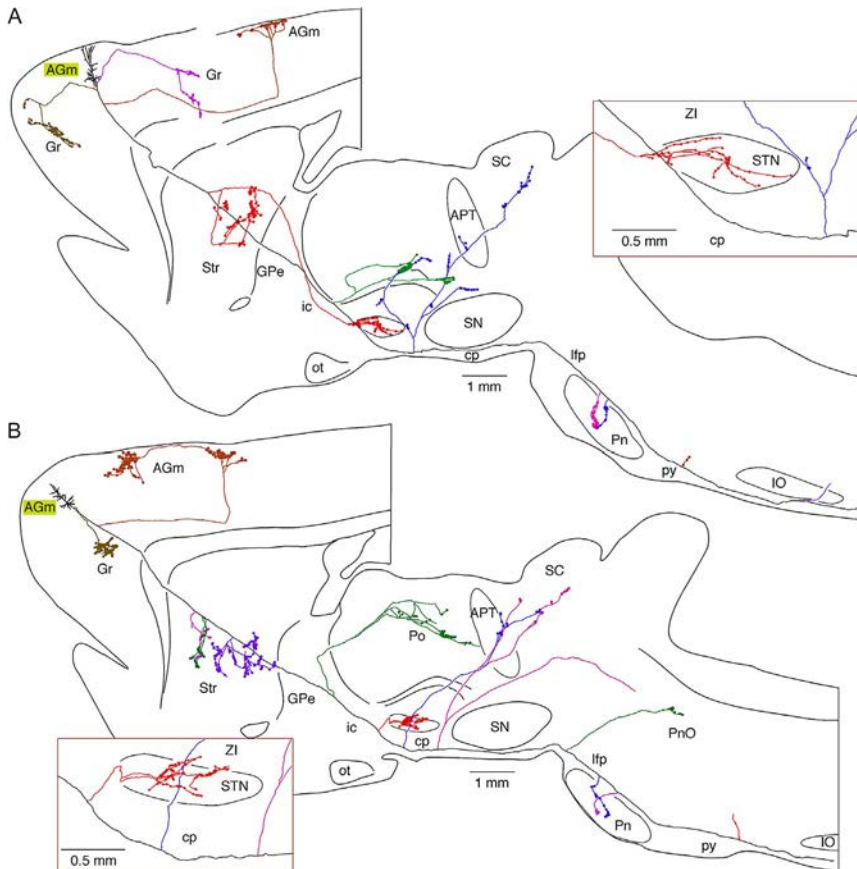 A
AGm
AGm
Gr
Gr
ZI
STN
0.5 mm
cp
SC
APT
Str
GPe
ic
SN
cp
ot
1 mm
lfp
Pn
py
IO
B
AGm
AGm
Gr
SC
APT
Po
Str
GPe
ic
SN
PnO
cp
ot
1 mm
lfp
ZI
STN
cp
0.5 mm
Pn
py
IO